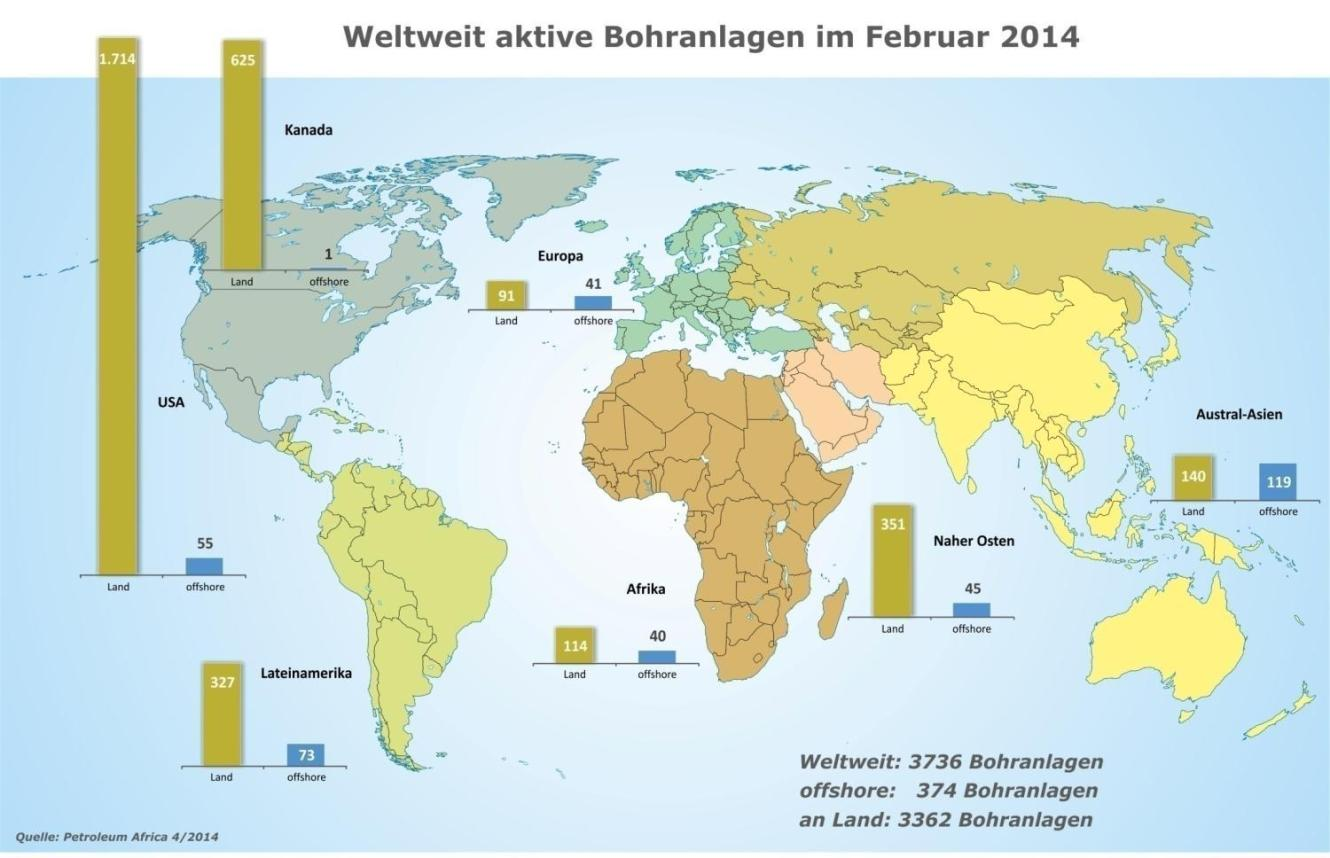 Weltweit aktive Bohranlagen im Februar 2014
1.714
625
Kanada
1
Land
offshore
Europa
91
41
Land
offshore
USA
55
Land
offshore
Austral-Asien
140
119
Land
offshore
351
Naher Osten
45
Land
offshore
Afrika
114
40
Land
offshore
327
Lateinamerika
73
Land
offshore
Weltweit: 3736 Bohranlagen
offshore: 374 Bohranlagen
an Land: 3362 Bohranlagen
Quelle: Petroleum Africa 4/2014